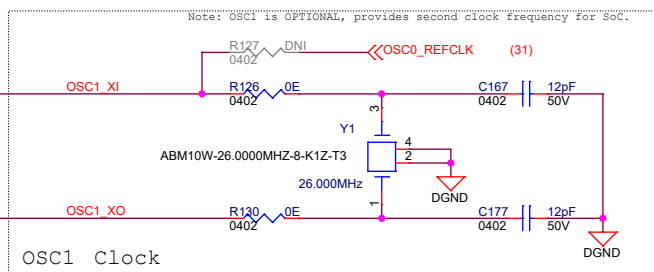 Note: OSC1 is OPTIONAL, provides second clock frequency for SoC.
R127 DNI
0402
OSC0_REFCLK (31)
OSC1_XI
R126 0E
0402
C167 12pF
0402 50V
3
Y1
4
2
ABM10W-26.0000MHZ-8-K1Z-T3
26.000MHz
DGND
1
OSC1_XO
R130 0E
0402
C177 12pF
0402 50V
DGND
OSC1 Clock